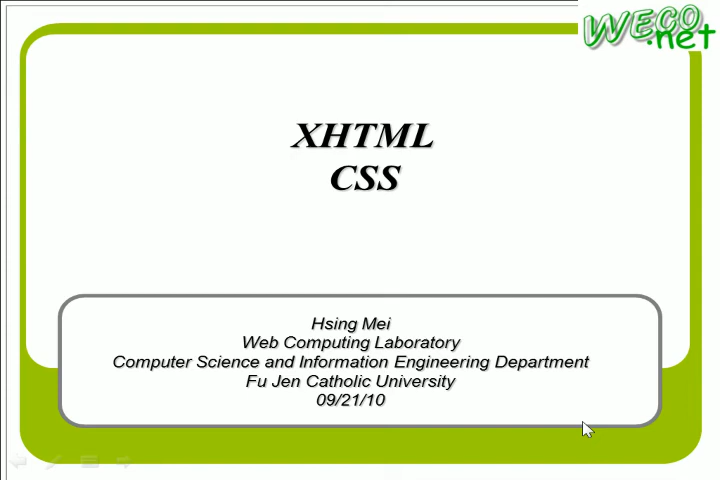 WECO
.net
XHTML
CSS
Hsing Mei
Web Computing Laboratory
Computer Science and Information Engineering Department
Fu Jen Catholic University
09/21/10